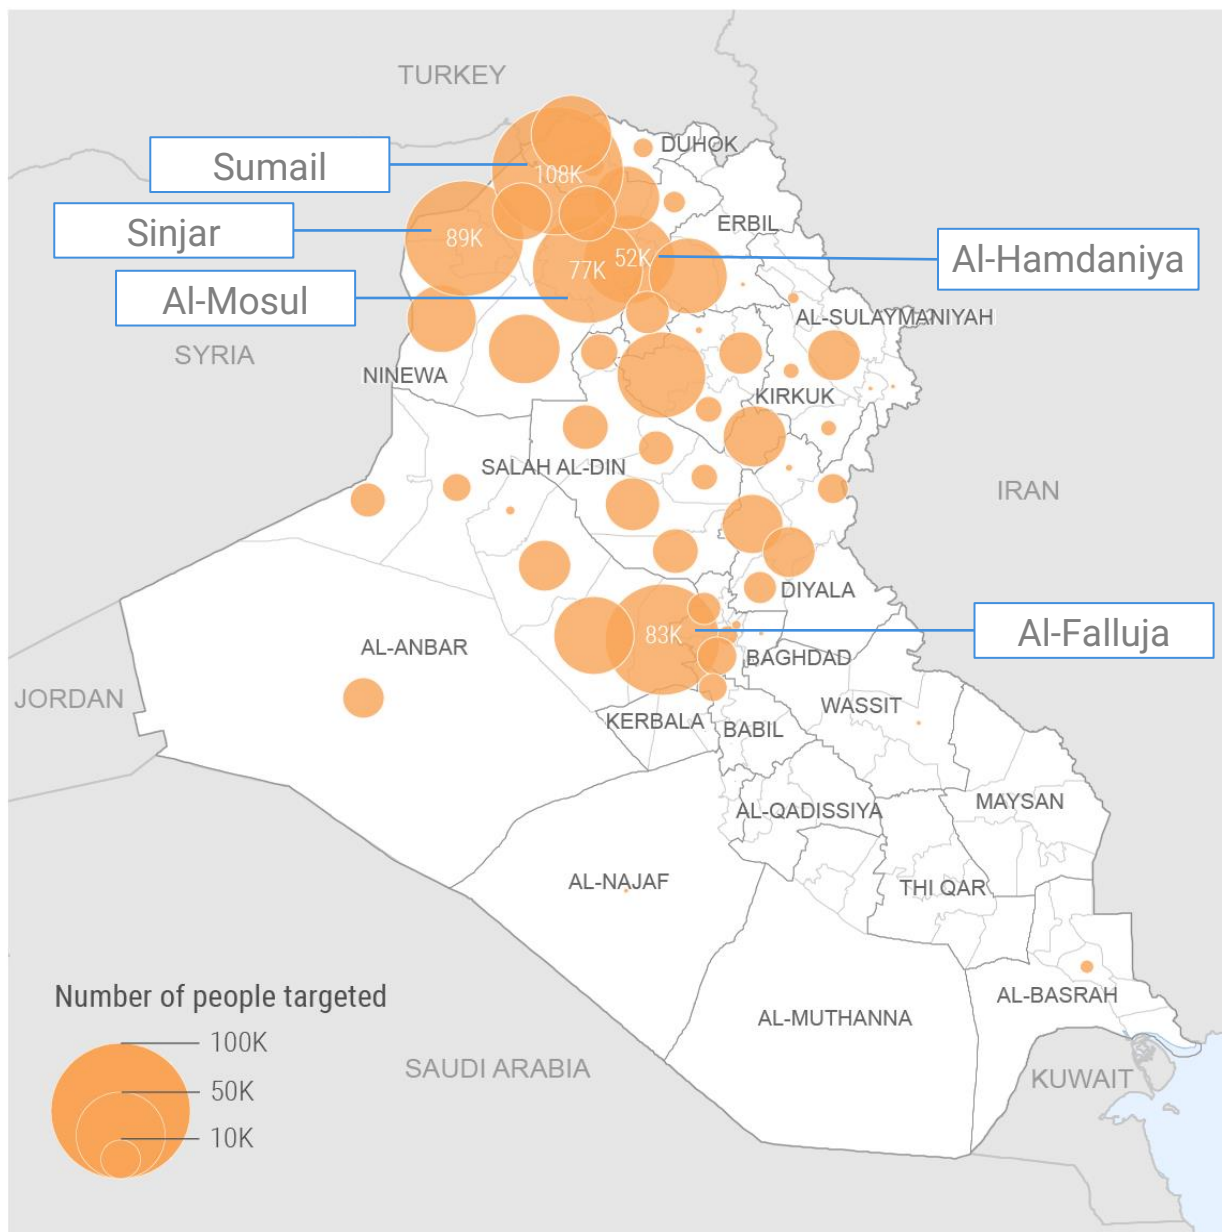 TURKEY
DUHOK
Sumail
108K
Sinjar
ERBIL
89K
52K
77K
Al-Hamdaniya
Al-Mosul
AL-SULAYMANIYAH
SYRIA
NINEWA
KIRKUK
SALAH AL-DIN
IRAN
DIYALA
83K
Al-Falluja
AL-ANBAR
BAGHDAD
JORDAN
WASSIT
KERBALA
BABIL
MAYSAN
AL-QADISSIYA
AL-NAJAF
THI QAR
Number of people targeted
AL-BASRAH
AL-MUTHANNA
100K
SAUDI ARABIA
KUWAIT
50K
10K